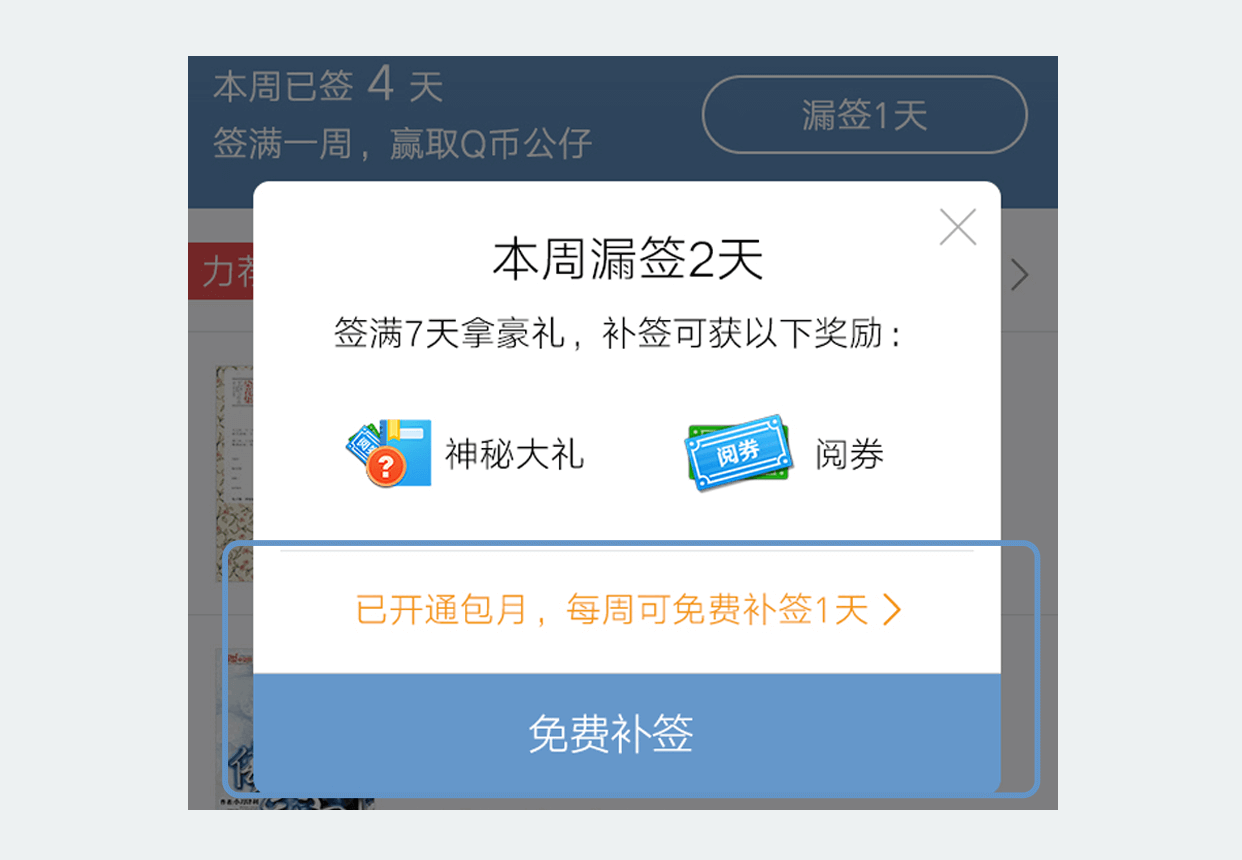 本周已签 4 天
签满一周，赢取Q币公仔
漏签1天
本周漏签2天
签满7天拿豪礼，补签可获以下奖励：
力荐
阅券
?
神秘大礼
阅券
阅券
已开通包月，每周可免费补签1天
免费补签